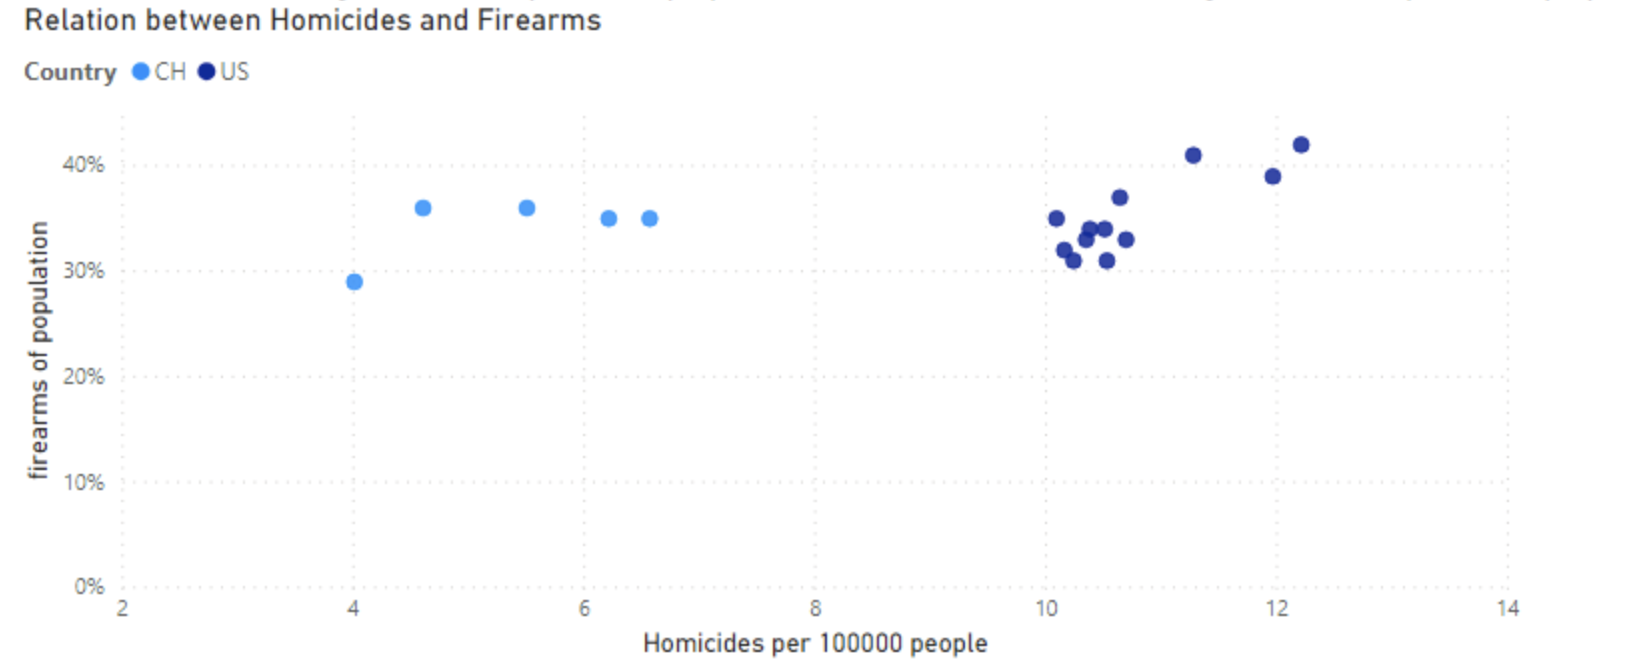 Relation between Homicides and Firearms
Country CH US
firearms of population
40%
30%
20%
10%
0%
2 4 6 8 10 12 14
Homicides per 100000 people